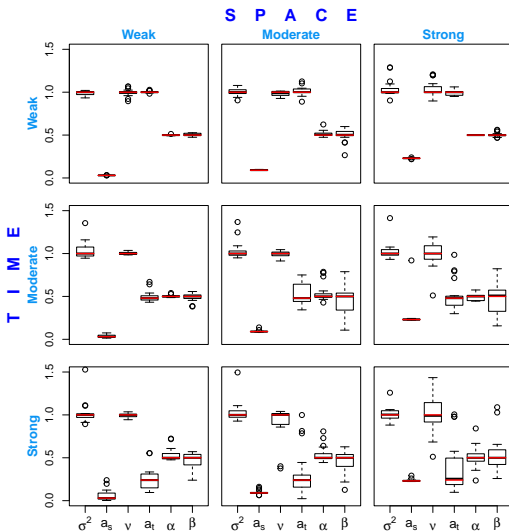 S P A C E
Weak Moderate Strong
T I M E
Weak
Moderate
Strong
0.0 0.5 1.0 1.5
0.0 0.5 1.0 1.5
0.0 0.5 1.0 1.5
σ² aₛ ν aₜ α β
σ² aₛ ν aₜ α β
σ² aₛ ν aₜ α β